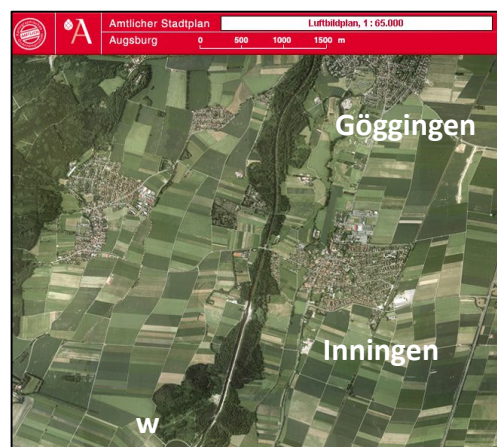 Amtlicher Stadtplan
Luftbildplan, 1 : 65.000
Augsburg
0 500 1000 1500 m
Göggingen
Inningen
w